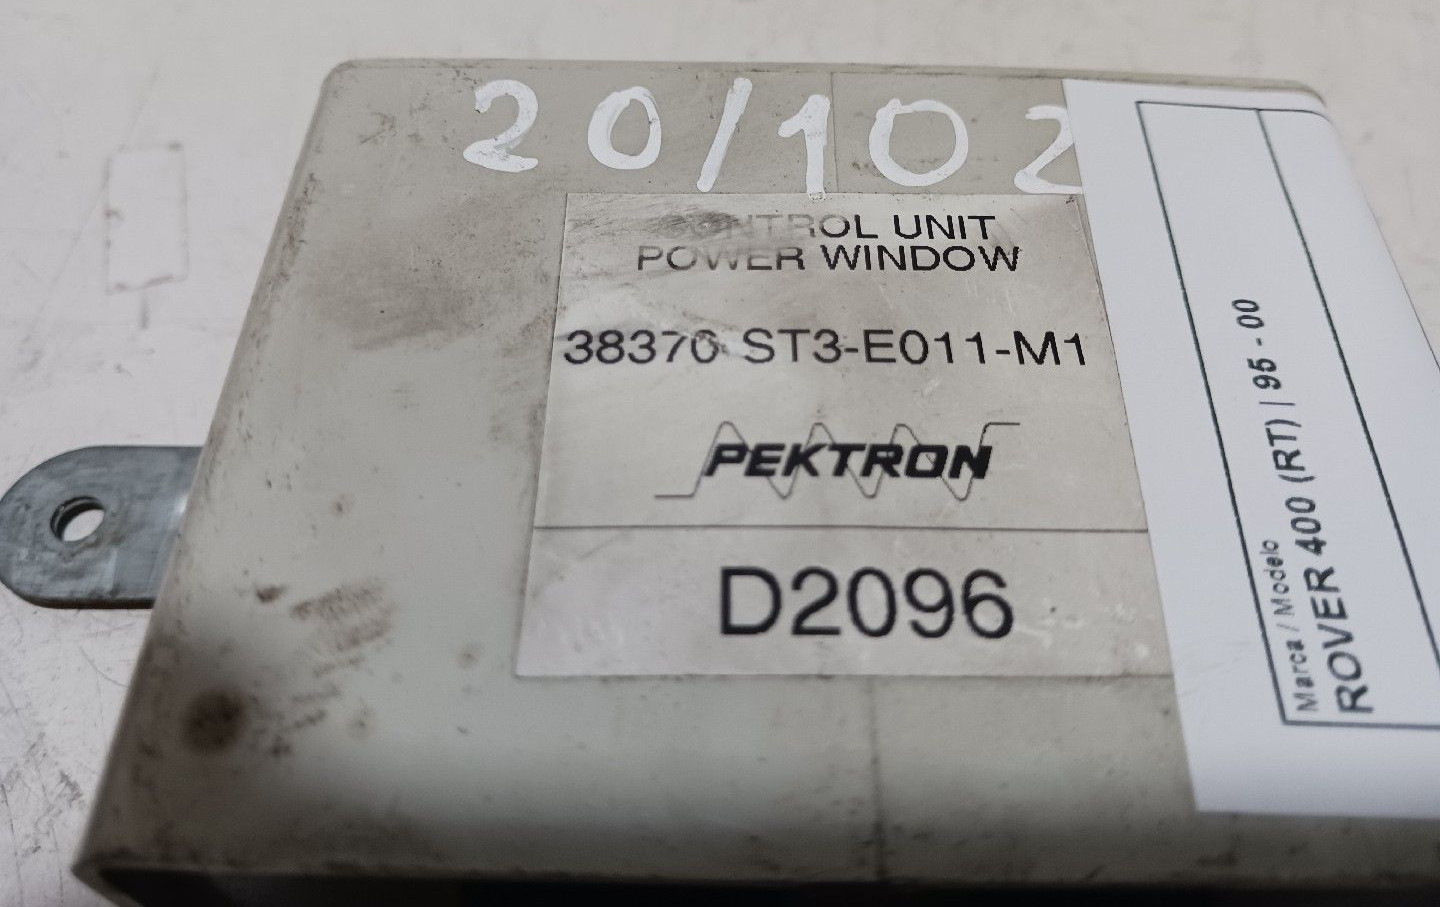 20/102
CONTROL UNIT
POWER WINDOW
38370 ST3-E011-M1
PEKTRON
D2096
Marca / Modelo
ROVER 400 (RT) | 95 - 00